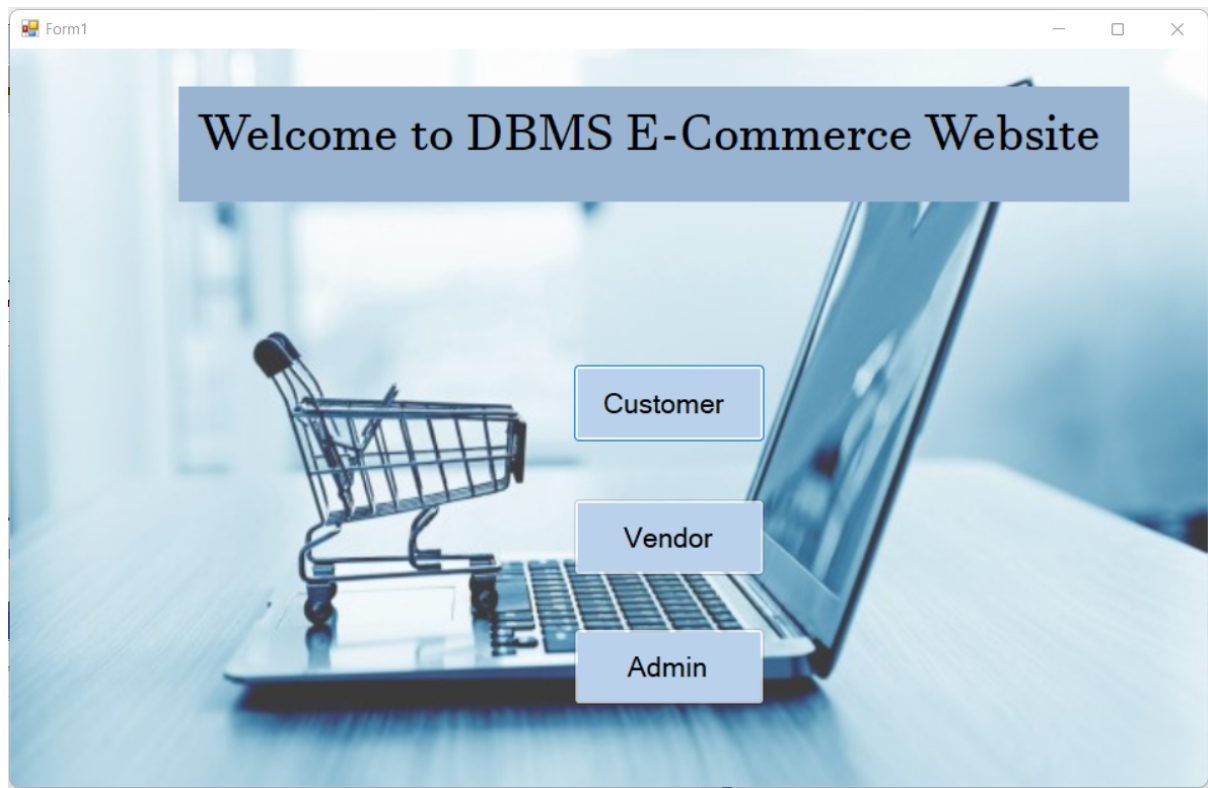 Form1
Welcome to DBMS E-Commerce Website
Customer
Vendor
Admin